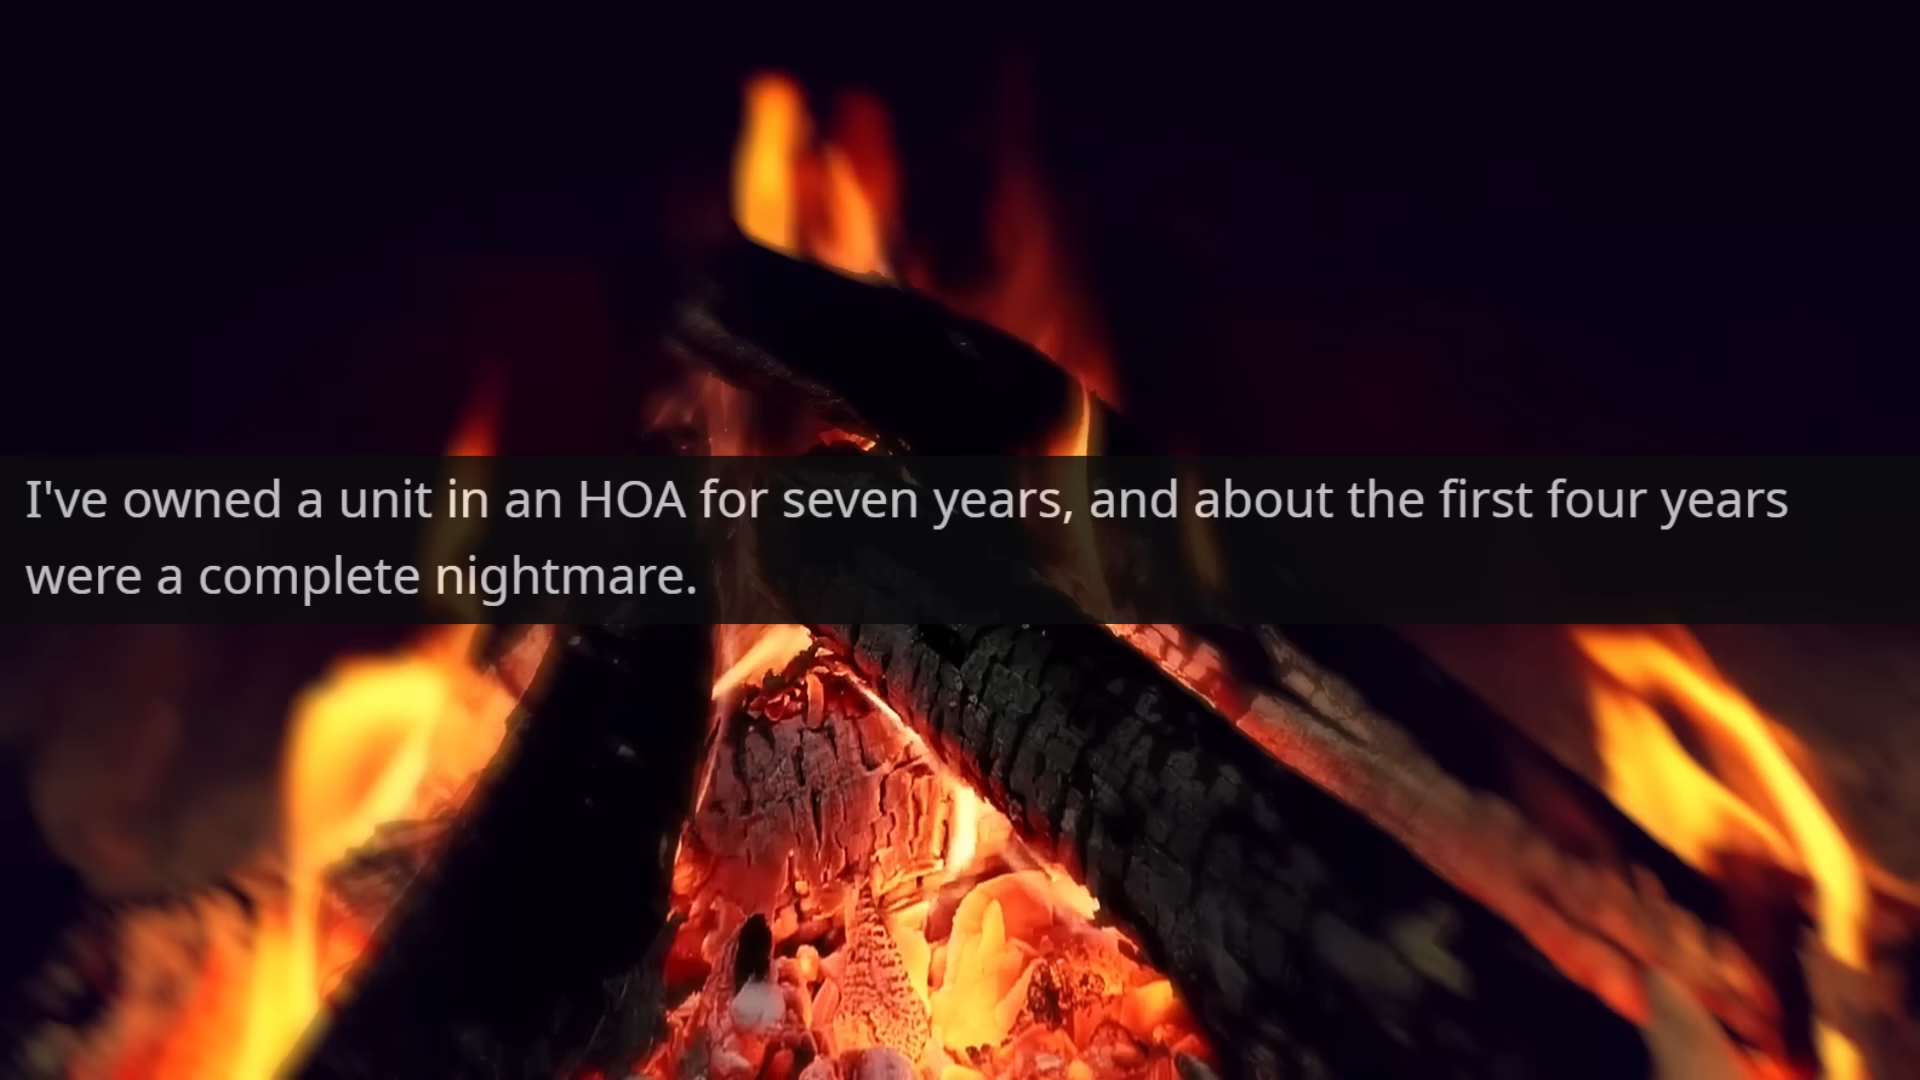 I've owned a unit in an HOA for seven years, and about the first four years
were a complete nightmare.